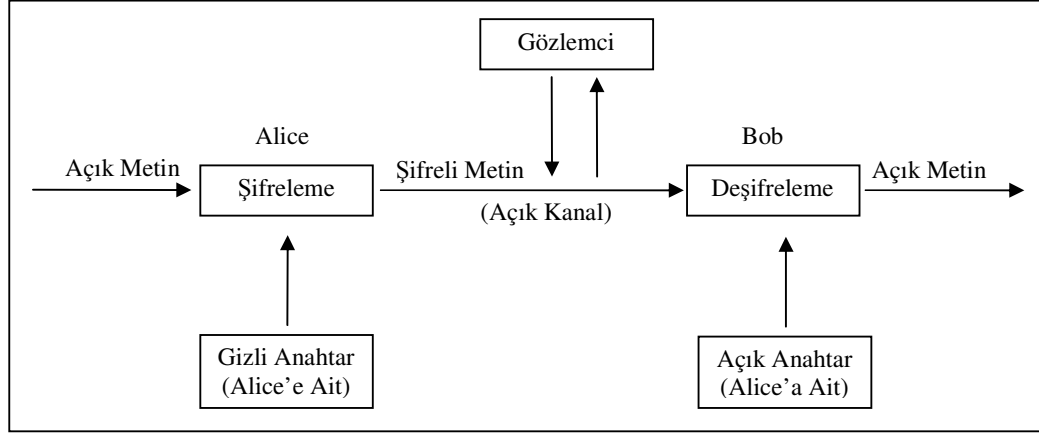 Gözlemci
Alice
Bob
Açık Metin
Şifreleme
Şifreli Metin
(Açık Kanal)
Deşifreleme
Açık Metin
Gizli Anahtar
(Alice’e Ait)
Açık Anahtar
(Alice’a Ait)